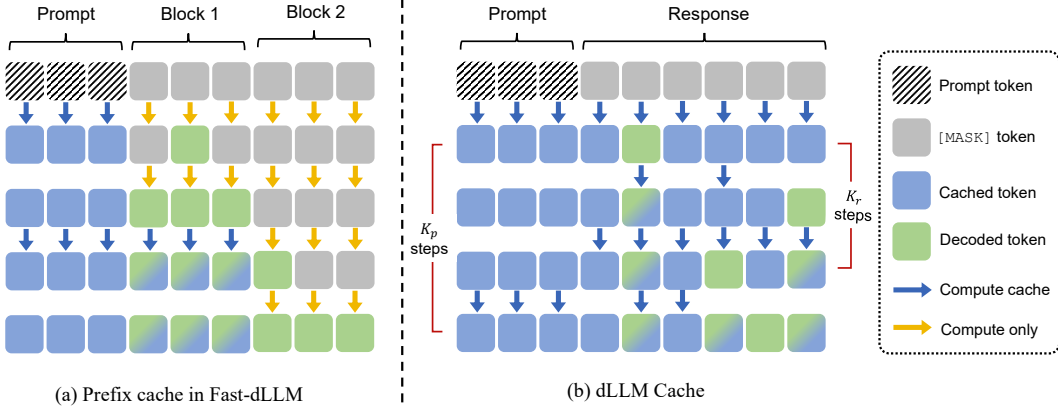 Prompt
Block 1
Block 2
K_p
steps
(a) Prefix cache in Fast-dLLM
Prompt
Response
K_r
steps
(b) dLLM Cache
Prompt token
[MASK] token
Cached token
Decoded token
Compute cache
Compute only